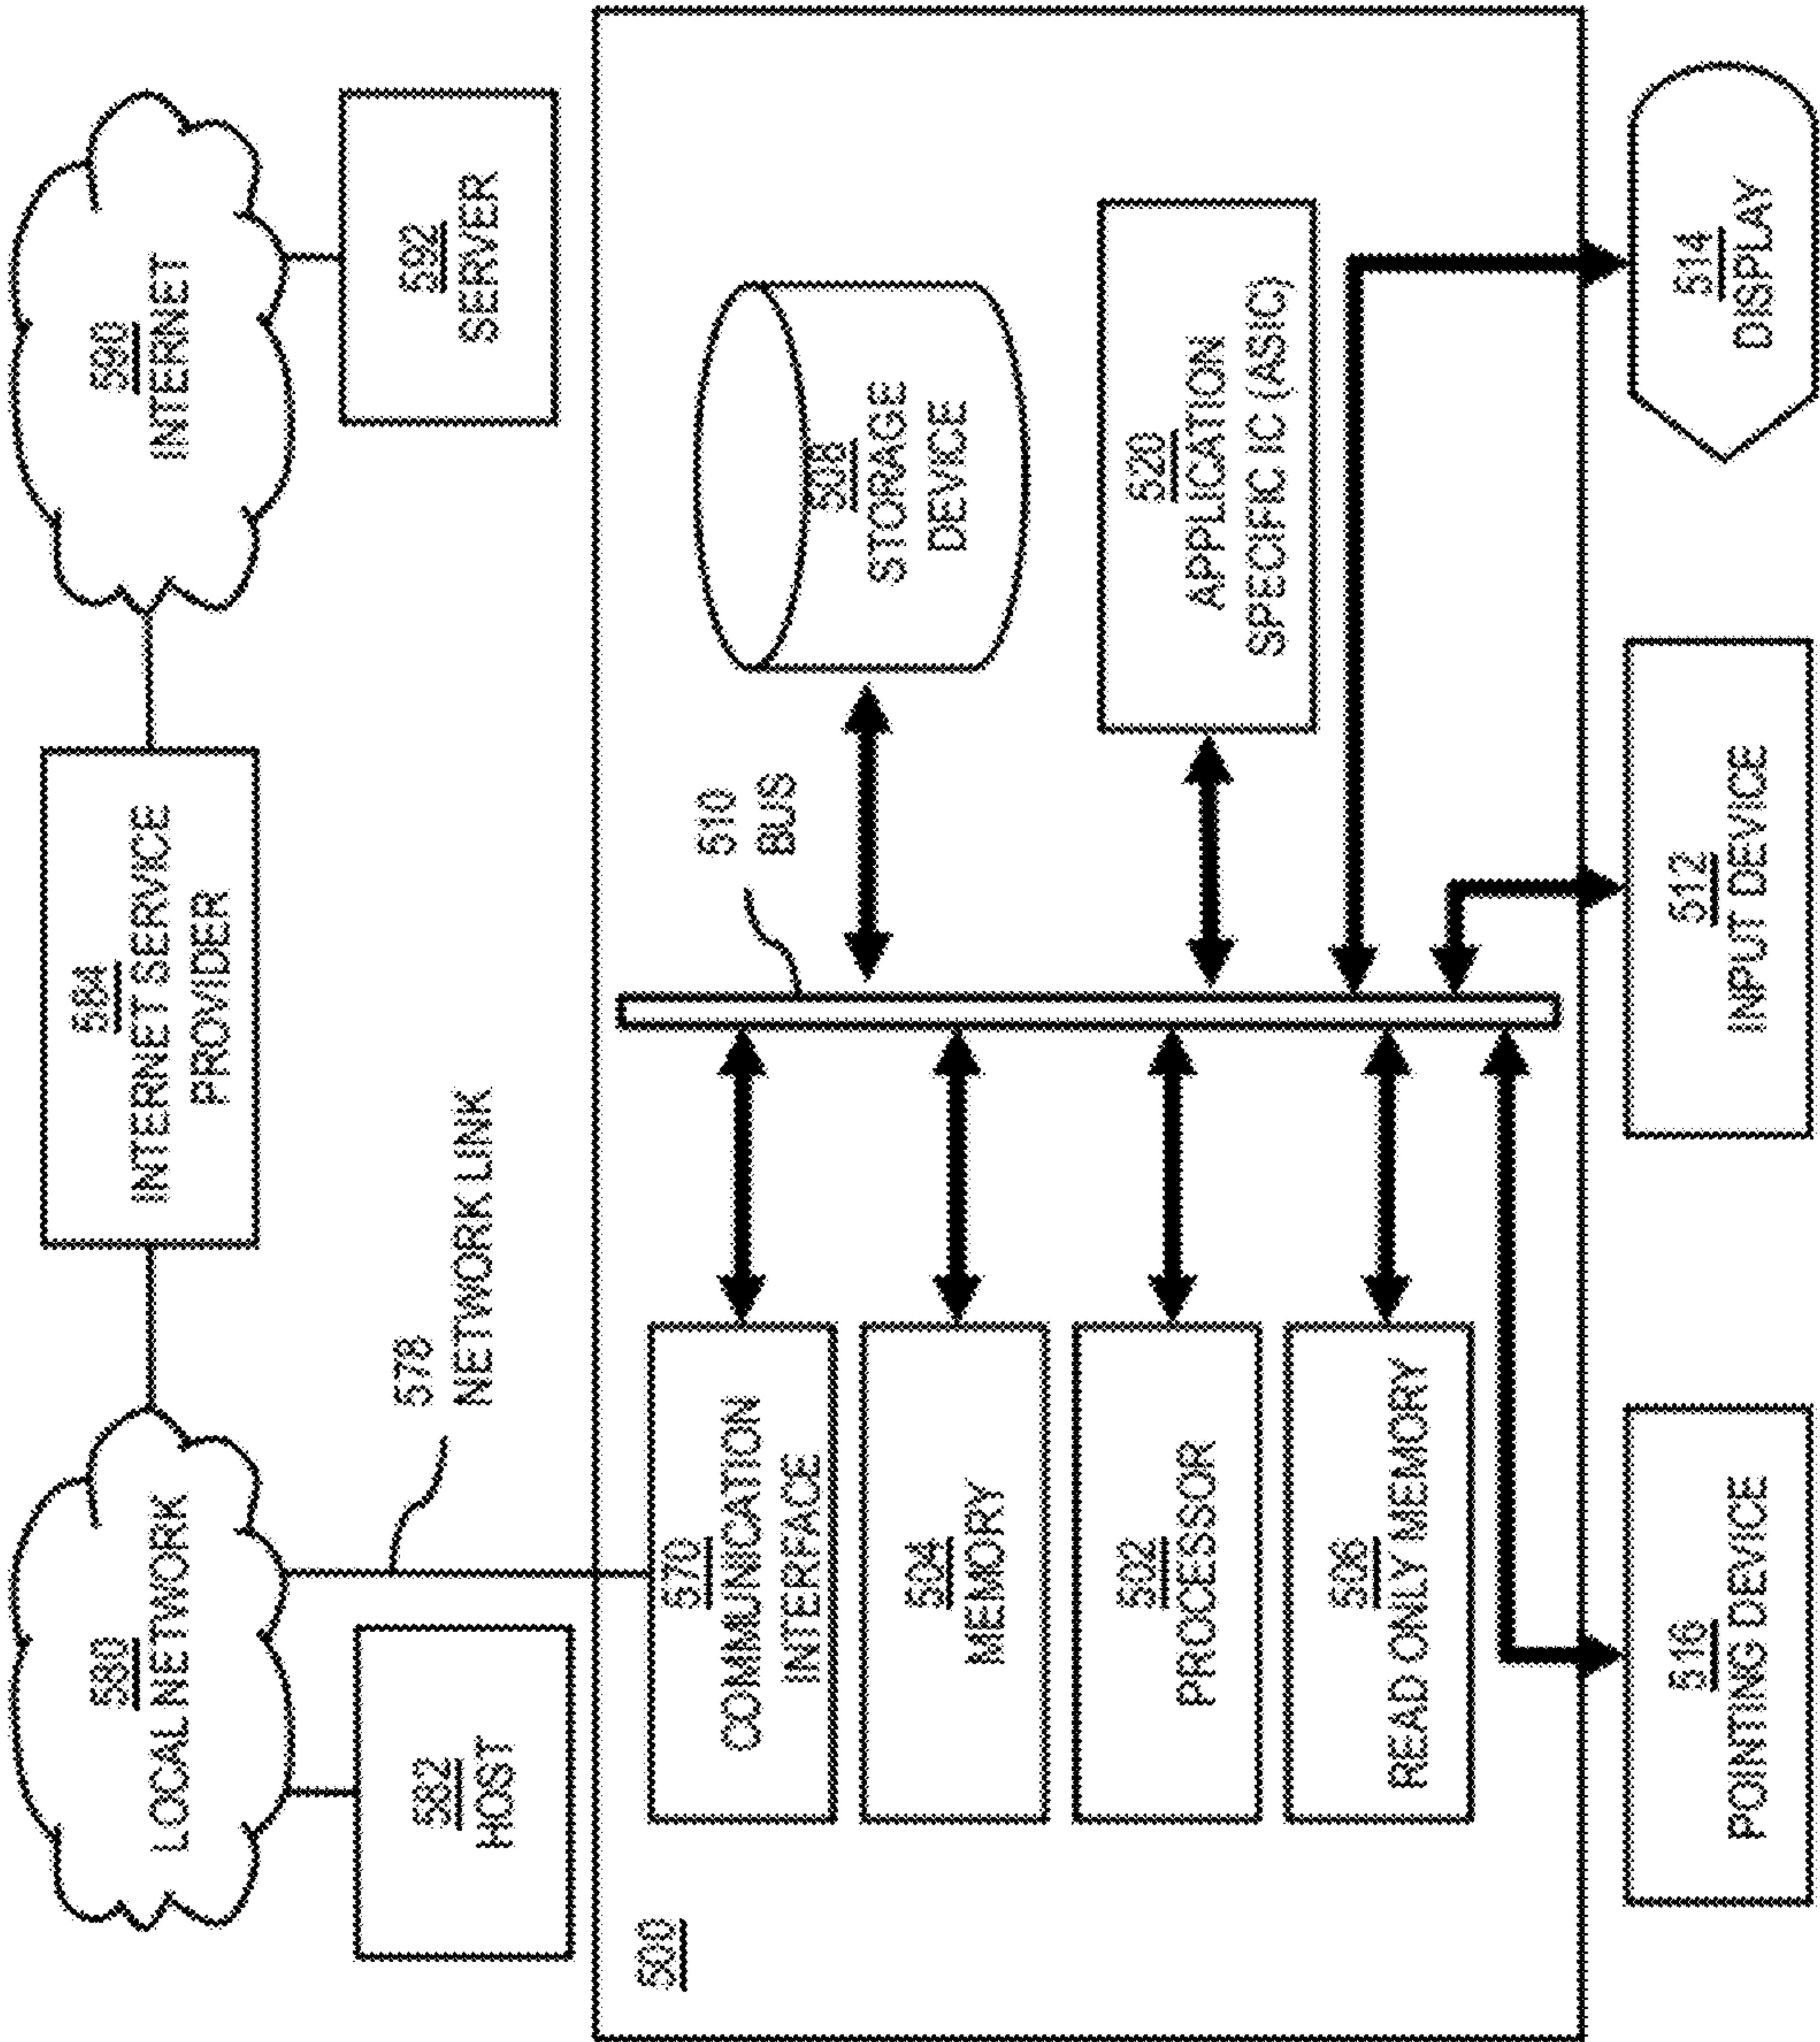 580
LOCAL NETWORK
584
INTERNET SERVICE
PROVIDER
590
INTERNET
582
HOST
578
NETWORK LINK
592
SERVER
500
570
COMMUNICATION
INTERFACE
510
BUS
508
STORAGE
DEVICE
504
MEMORY
502
PROCESSOR
520
APPLICATION
SPECIFIC IC (ASIC)
506
READ ONLY MEMORY
516
POINTING DEVICE
512
INPUT DEVICE
514
DISPLAY